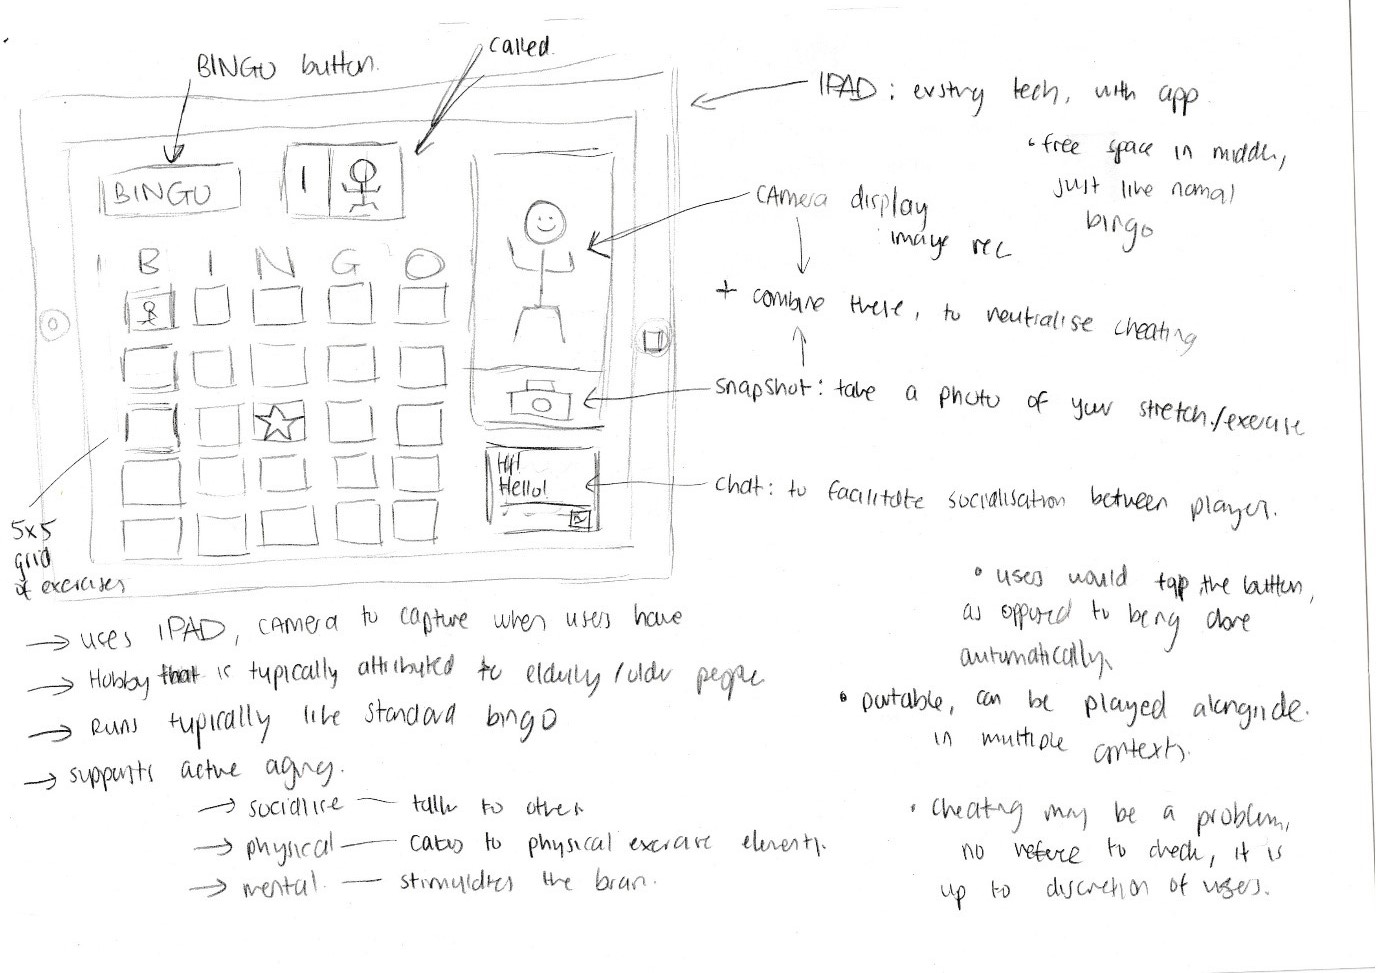 BINGO button.
called
BINGO
1
B I N G O
Hi!
Hello!
5x5
grid
of exercises
IPAD : existing tech, with app
• free space in middle,
just like normal
bingo
CAMERA display
image rec
+ combine these, to neutralise cheating
snapshot: take a photo of your stretch/exercise
chat: to facilitate socialisation between player.
• users would tap the button,
as opposed to being done
automatically.
• portable, can be played alongside.
in multiple contexts.
• cheating may be a problem,
no referee to check, it is
up to discretion of users.
→ uses IPAD, CAMERA to capture when users have
→ Hobby that is typically attributed to elderly/older people
→ Runs typically like standard bingo
→ supports active aging.
→ socialise — talk to other
→ physical — caters to physical exercise elements.
→ mental. — stimulates the brain.